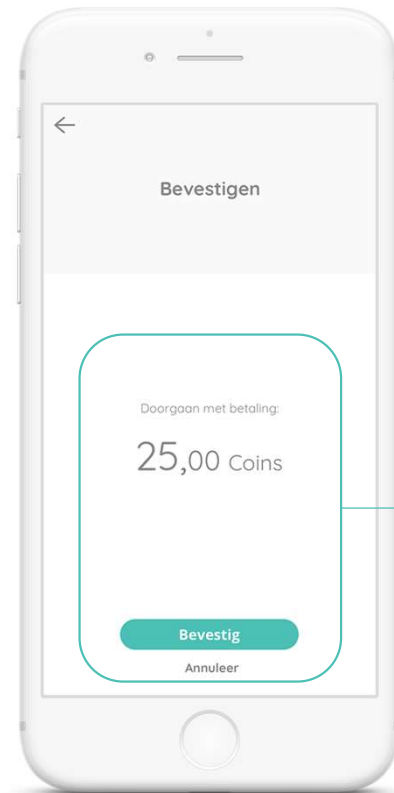 Bevestigen
Doorgaan met betaling:
25,00 Coins
Bevestig
Annuleer